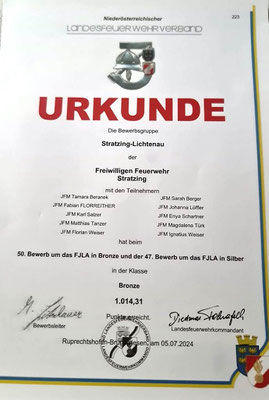 Niederösterreichischer
223
LANDESFEUERWEHRVERBAND
URKUNDE
Die Bewerbsgruppe
Stratzing-Lichtenau
der
Freiwilligen Feuerwehr
Stratzing
mit den Teilnehmern
JFM Tamara Beranek
JFM Sarah Berger
JFM Fabian FLORREITHER
JFM Johanna Löffler
JFM Karl Salzer
JFM Enya Schartner
JFM Matthias Tanzer
JFM Magdalena Türk
JFM Florian Weiser
JFM Ignatius Weiser
hat beim
50. Bewerb um das FJLA in Bronze und der 47. Bewerb um das FJLA in Silber
in der Klasse
Bronze
1.014,31
Punkte erreicht.
Bewerbsleiter
Landesfeuerwehrkommandant
am 05.07.2024